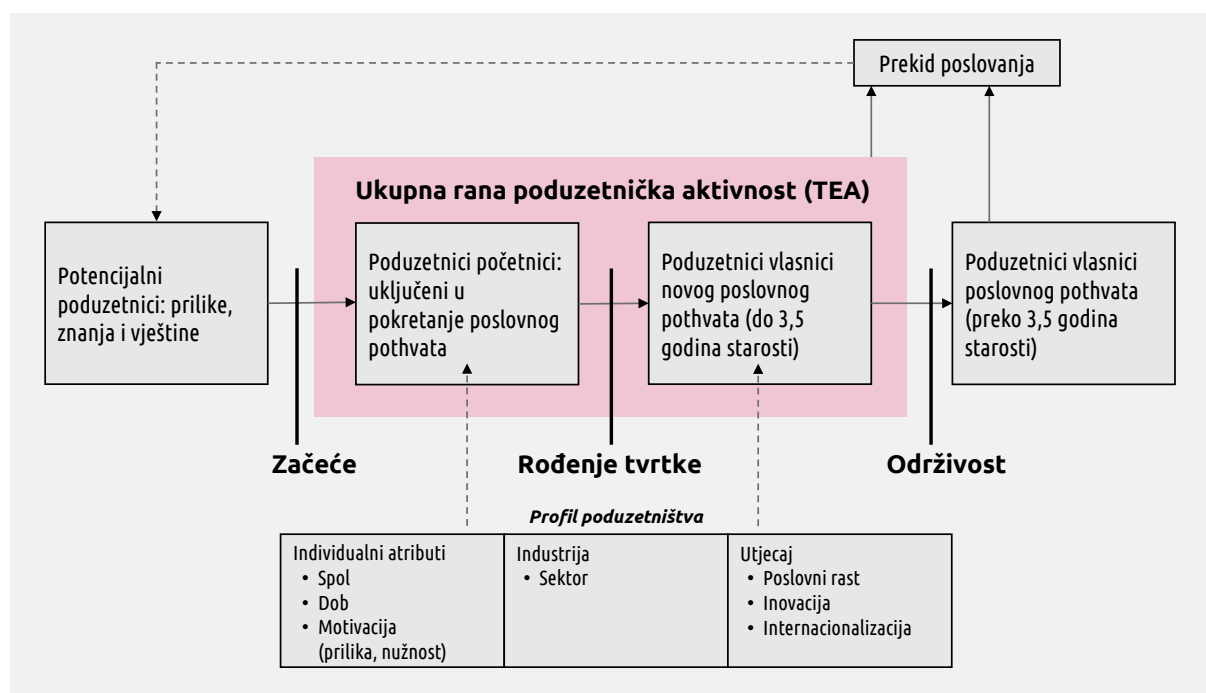 Prekid poslovanja
Ukupna rana poduzetnička aktivnost (TEA)
Potencijalni
poduzetnici: prilike,
znanja i vještine
Poduzetnici početnici:
uključeni u
pokretanje poslovnog
pothvata
Poduzetnici vlasnici
novog poslovnog
pothvata (do 3,5
godina starosti)
Poduzetnici vlasnici
poslovnog pothvata
(preko 3,5 godina
starosti)
Začeće
Rođenje tvrtke
Održivost
Profil poduzetništva
Individualni atributi
• Spol
• Dob
• Motivacija
(prilika, nužnost)
Industrija
• Sektor
Utjecaj
• Poslovni rast
• Inovacija
• Internacionalizacija